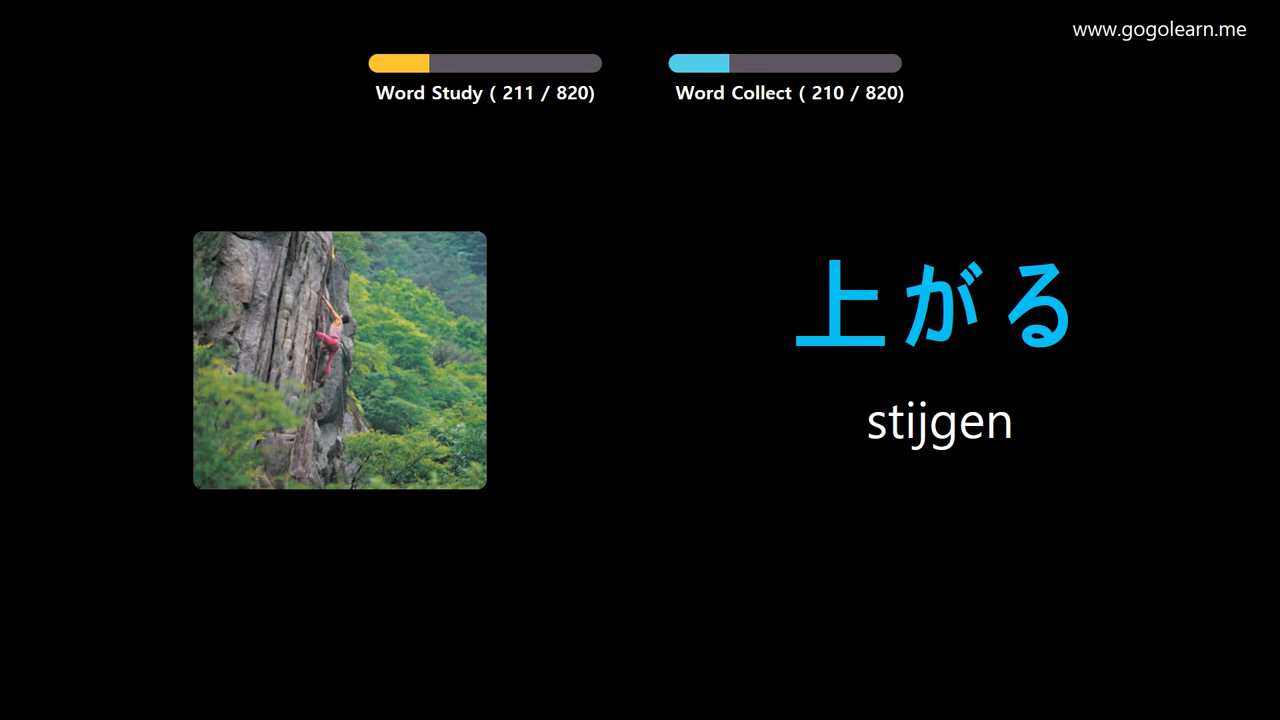 www.gogolearn.me
Word Study ( 211 / 820)
Word Collect ( 210 / 820)
上がる
stijgen